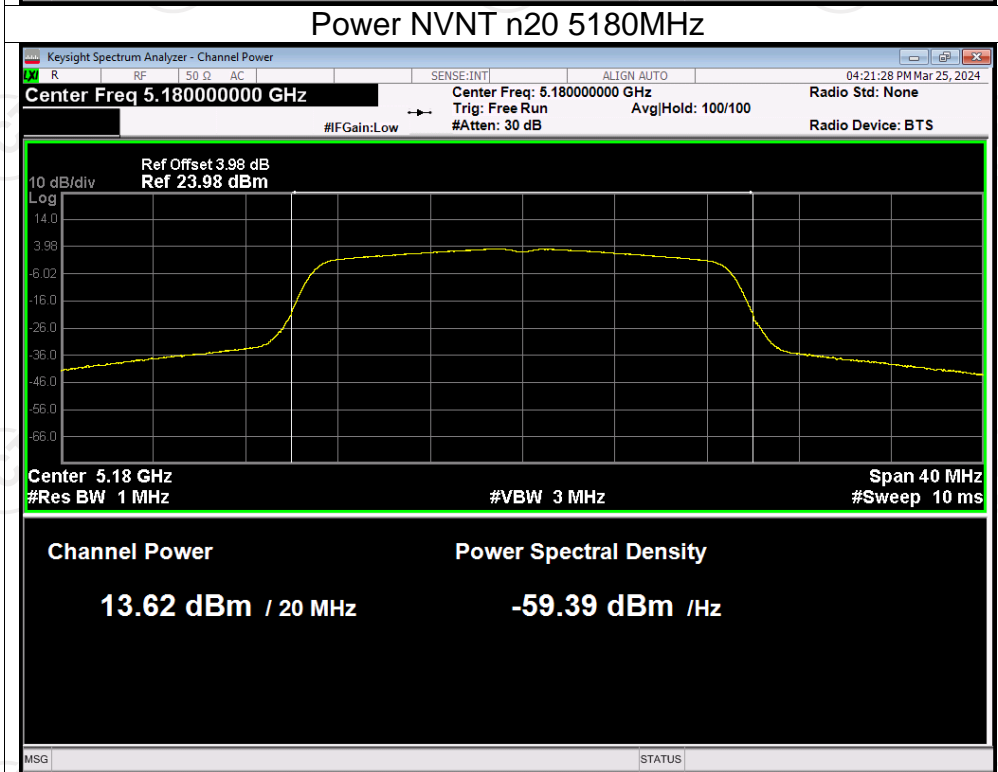 Power NVNT n20 5180MHz
Keysight Spectrum Analyzer - Channel Power
LXI R RF 50 Ω AC SENSE:INT ALIGN AUTO 04:21:28 PM Mar 25, 2024
Center Freq 5.180000000 GHz Center Freq: 5.180000000 GHz Radio Std: None
Trig: Free Run Avg|Hold: 100/100
#IFGain:Low #Atten: 30 dB Radio Device: BTS
Ref Offset 3.98 dB
10 dB/div Ref 23.98 dBm
Log
14.0
3.98
-6.02
-16.0
-26.0
-36.0
-46.0
-56.0
-66.0
Center 5.18 GHz Span 40 MHz
#Res BW 1 MHz #VBW 3 MHz #Sweep 10 ms
Channel Power Power Spectral Density
13.62 dBm / 20 MHz -59.39 dBm /Hz
MSG STATUS